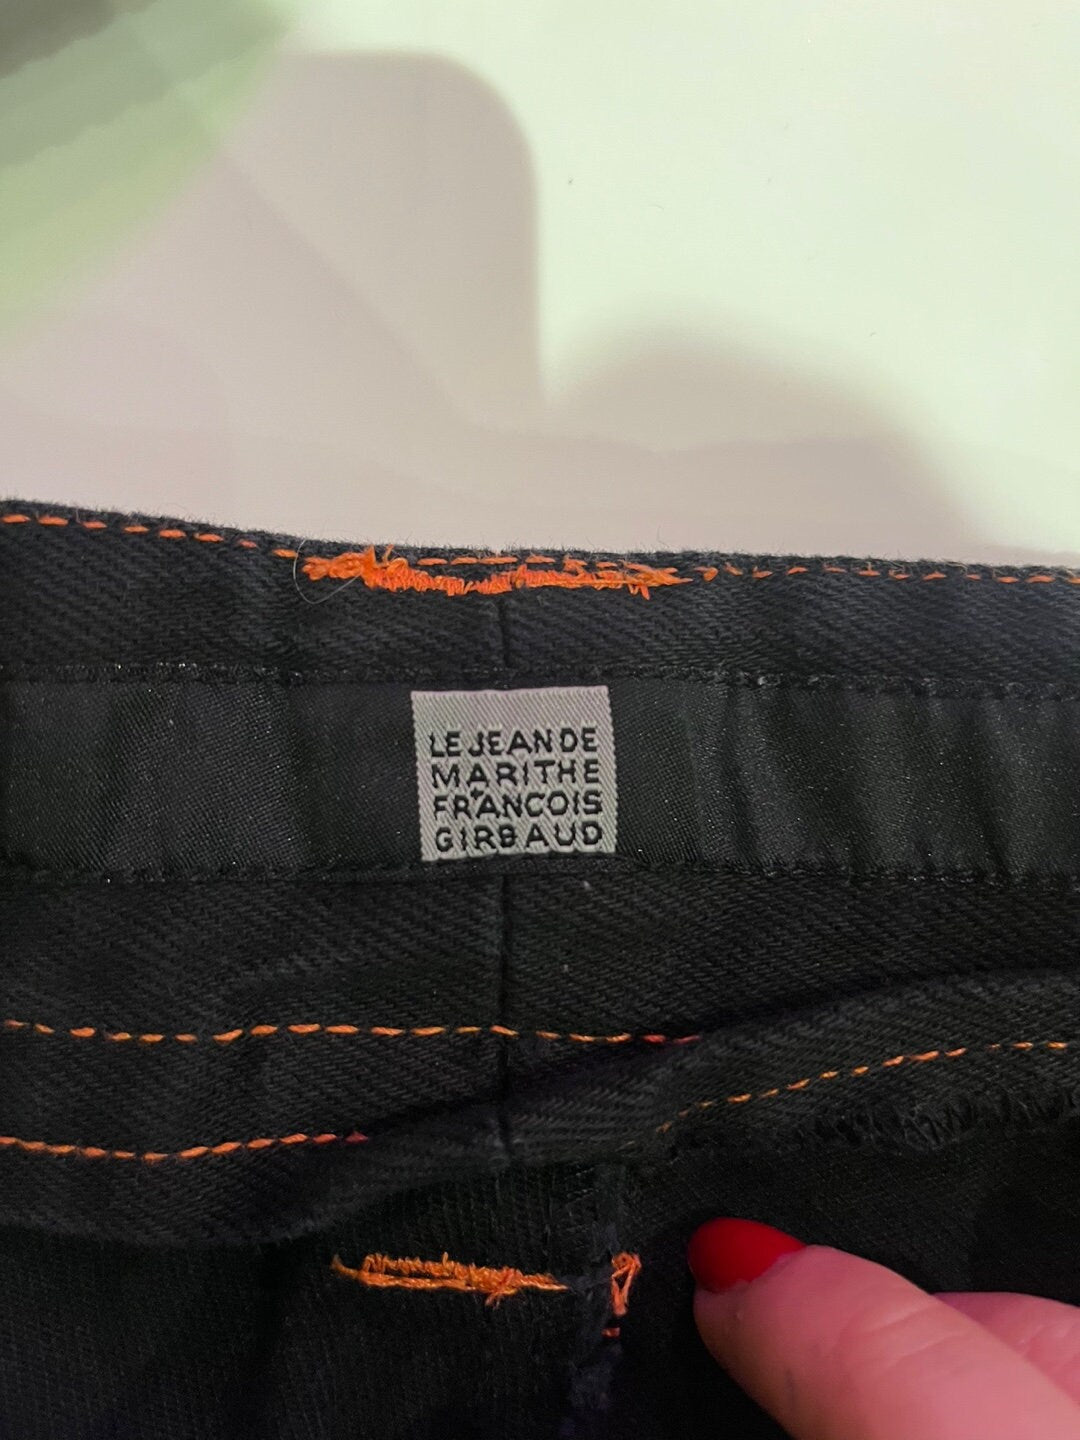 LE JEAN DE
MARITHE
+
FRANCOIS
GIRBAUD